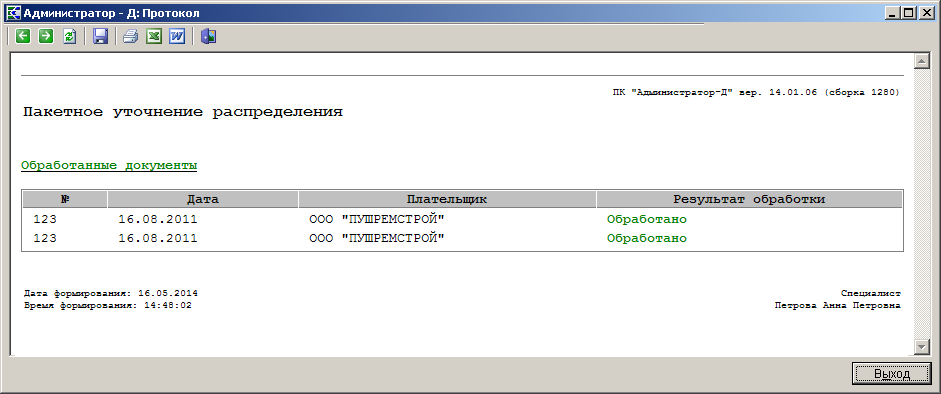 Администратор - Д: Протокол
ПК "Администратор-Д" вер. 14.01.06 (сборка 1280)
Пакетное уточнение распределения
Обработанные документы
№ Дата Плательщик Результат обработки
123 16.08.2011 ООО "ПУШРЕМСТРОЙ" Обработано
123 16.08.2011 ООО "ПУШРЕМСТРОЙ" Обработано
Дата формирования: 16.05.2014 Специалист
Время формирования: 14:48:02 Петрова Анна Петровна
Выход